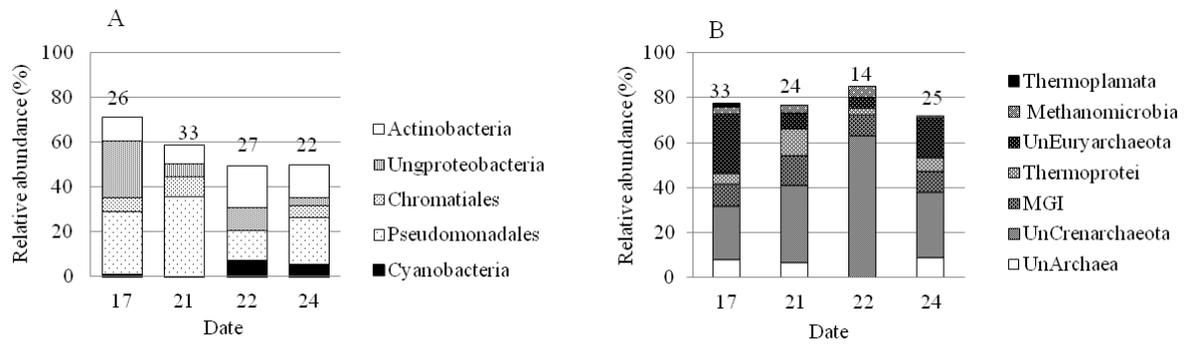 A
Relative abundance (%)
100
80
60
40
20
0
26
33
27
22
17
21
22
24
Date
Actinobacteria
Ungproteobacteria
Chromatiales
Pseudomonadales
Cyanobacteria
B
Relative abundance (%)
100
80
60
40
20
0
33
24
14
25
17
21
22
24
Date
Thermoplamata
Methanomicrobia
UnEuryarchaeota
Thermoprotei
MGI
UnCrenarchaeota
UnArchaea